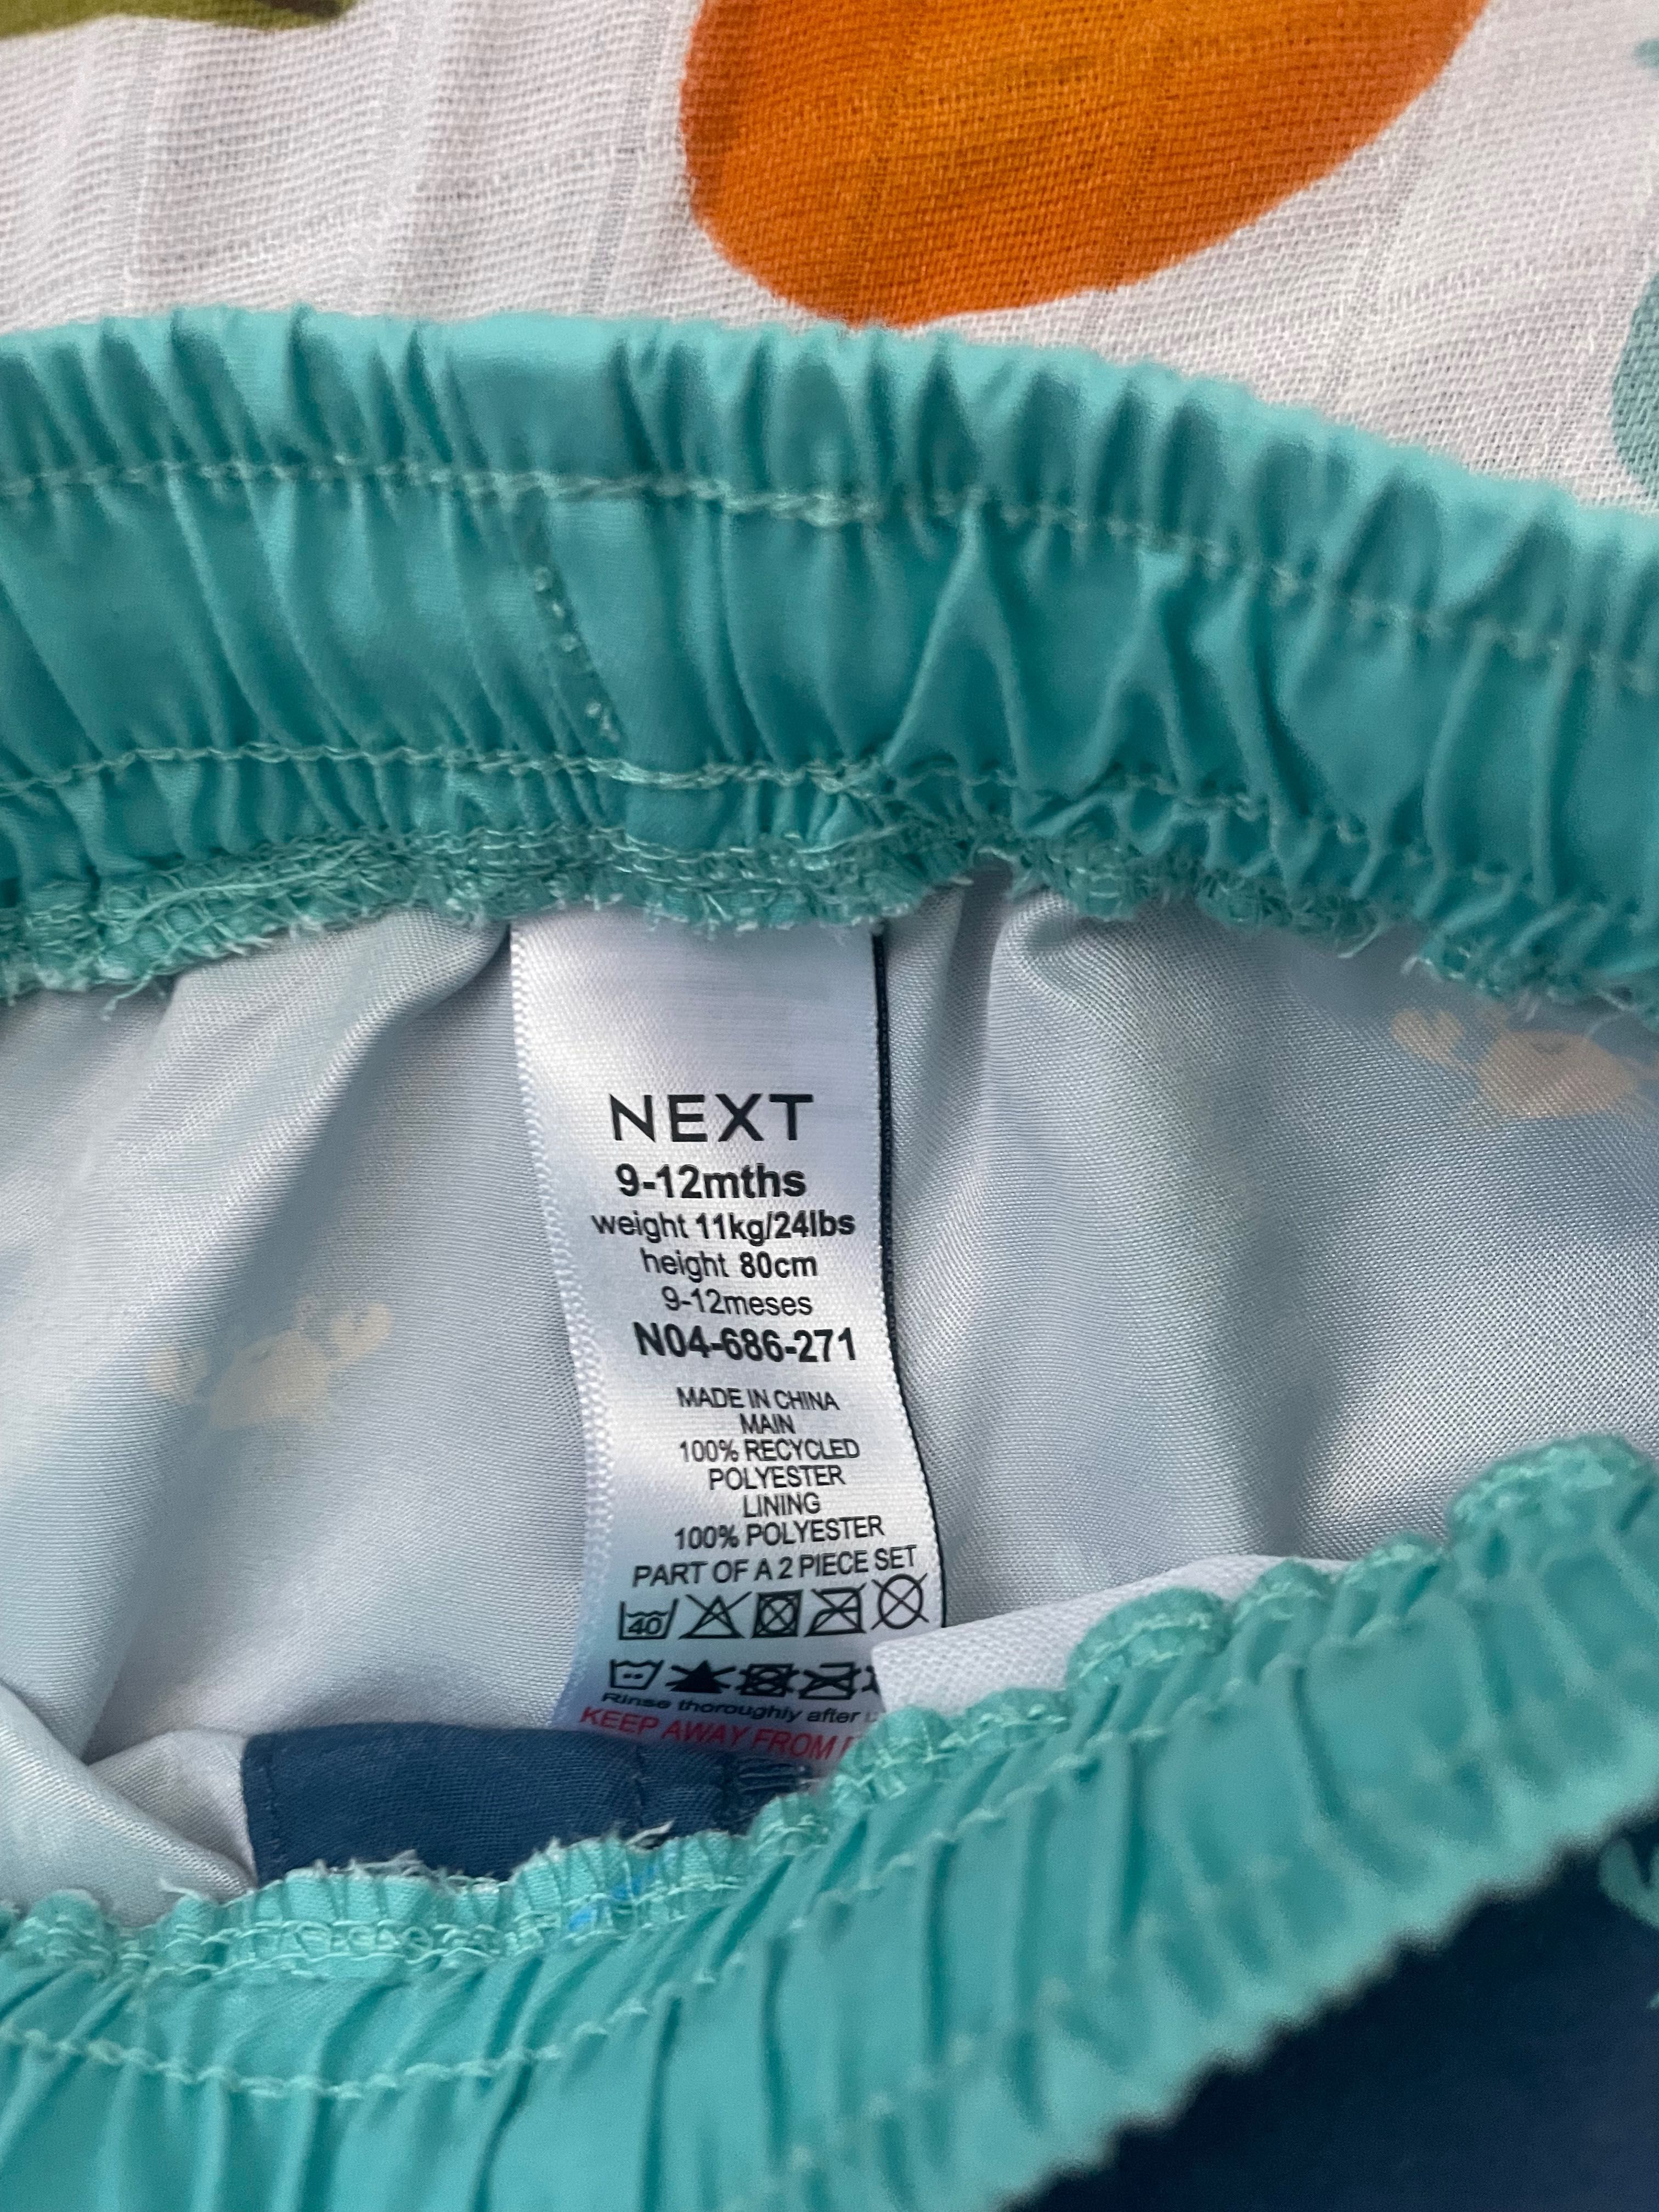 NEXT
9-12mths
weight 11kg/24lbs
height 80cm
9-12meses
N04-686-271
MADE IN CHINA
MAIN
100% RECYCLED
POLYESTER
LINING
100% POLYESTER
PART OF A 2 PIECE SET
40
Rinse thoroughly after
KEEP AWAY FROM